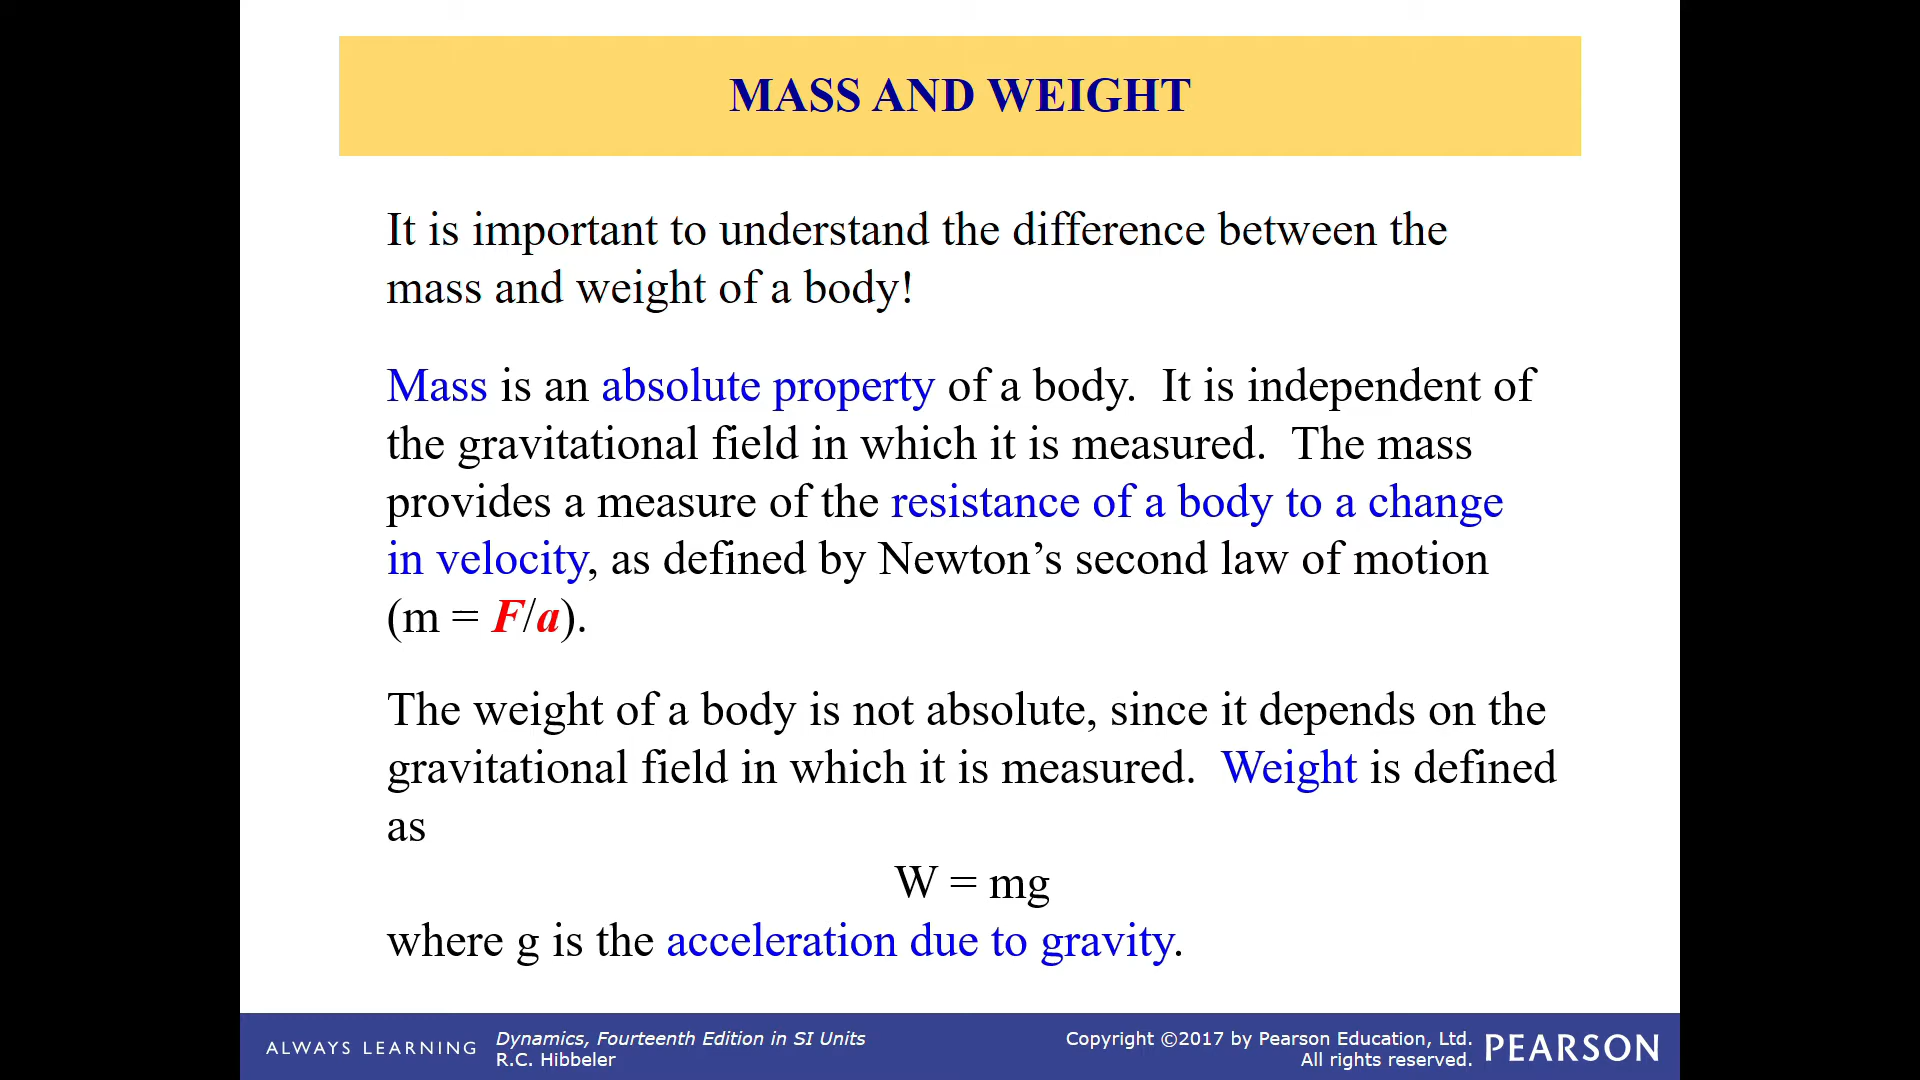 MASS AND WEIGHT
It is important to understand the difference between the
mass and weight of a body!
Mass is an absolute property of a body.  It is independent of
the gravitational field in which it is measured.  The mass
provides a measure of the resistance of a body to a change
in velocity, as defined by Newton’s second law of motion
(m = F/a).
The weight of a body is not absolute, since it depends on the
gravitational field in which it is measured.  Weight is defined
as
W = mg
where g is the acceleration due to gravity.
ALWAYS LEARNING
Dynamics, Fourteenth Edition in SI Units
R.C. Hibbeler
Copyright ©2017 by Pearson Education, Ltd.
All rights reserved.
PEARSON